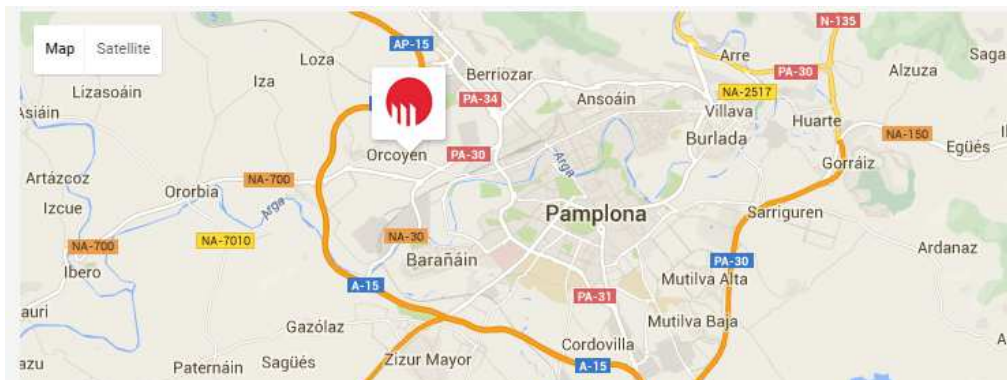 N-135
AP-15
Arre
Saga
Map Satellite
Loza
PA-30
Alzuza
Berriozar
Iza
NA-2517
Lizasoáin
PA-34
Ansoáin
Villava
Asiáin
Huarte
Burlada
NA-150
Egüés
Orcoyen
PA-30
Gorráiz
Artázcoz
NA-700
Arga
Ororbia
Izcue
Arga
Pamplona
Sarriguren
NA-700
NA-7010
NA-30
Ardanaz
Barañáin
PA-30
Ibero
Mutilva Alta
A-15
PA-31
auri
Gazólaz
Mutilva Baja
Cordovilla
azu
Paternáin
Sagüés
Zizur Mayor
A-15